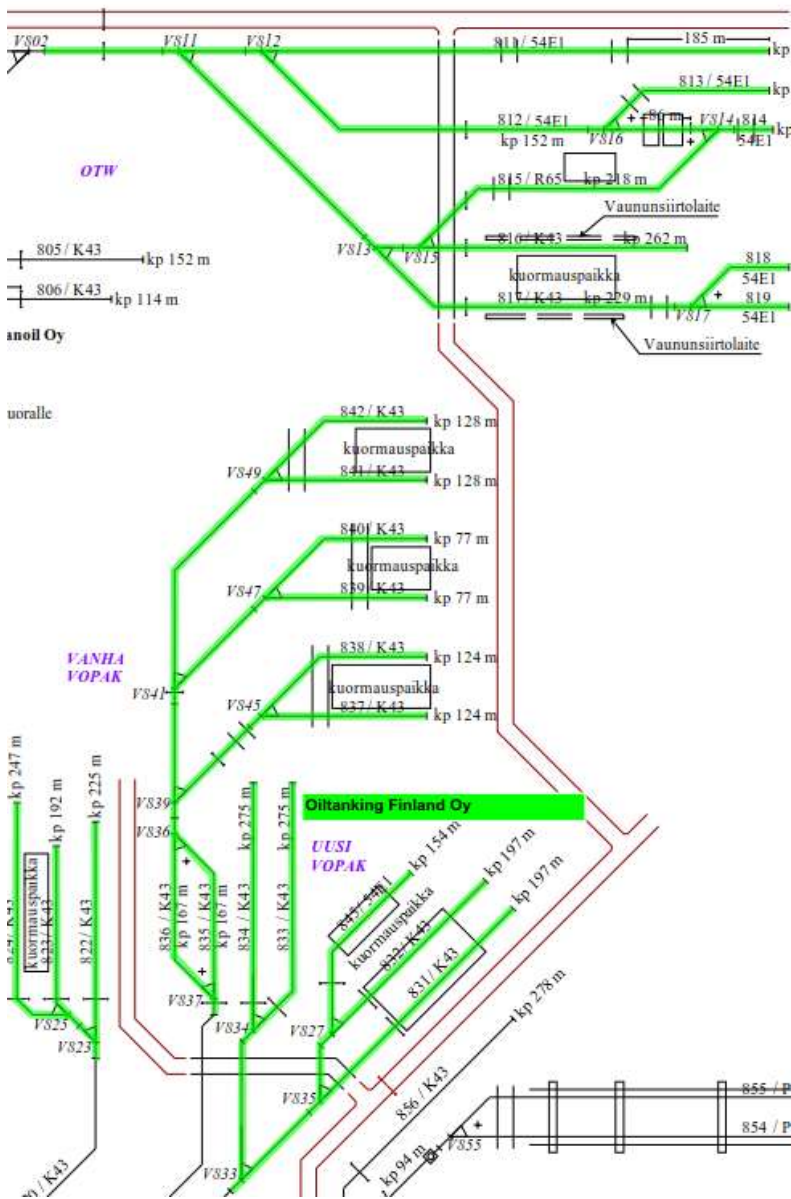 V802
V811
V812
811 / 54E1
185 m
kp
813 / 54E1
kp
812 / 54E1
86 m
V814
814
kp
kp 152 m
V816
54E1
OTW
815 / R65
kp 218 m
Vaununsiirtolaite
805 / K43
kp 152 m
V813
V815
816 / K43
kp 262 m
kuormauspaikka
818
54E1
806 / K43
kp 114 m
817 / K43
kp 229 m
V817
819
54E1
anoil Oy
Vaununsiirtolaite
uoralle
842 / K43
kp 128 m
kuormauspaikka
V849
841 / K43
kp 128 m
840 / K43
kp 77 m
kuormauspaikka
V847
839 / K43
kp 77 m
VANHA
VOPAK
838 / K43
kp 124 m
V841
kuormauspaikka
V845
837 / K43
kp 124 m
kp 247 m
kp 192 m
kp 225 m
V839
kp 275 m
kp 275 m
Oiltanking Finland Oy
V836
UUSI
VOPAK
kp 154 m
kp 197 m
kp 197 m
kuormauspaikka
823 / K43
822 / K43
836 / K43
kp 167 m
835 / K43
kp 167 m
834 / K43
833 / K43
845 / 54E1
kuormauspaikka
832 / K43
831 / K43
kp 278 m
V837
V825
V834
V827
V823
V835
856 / K43
855 / P
854 / P
V855
kp 94 m
V833
0 / K43